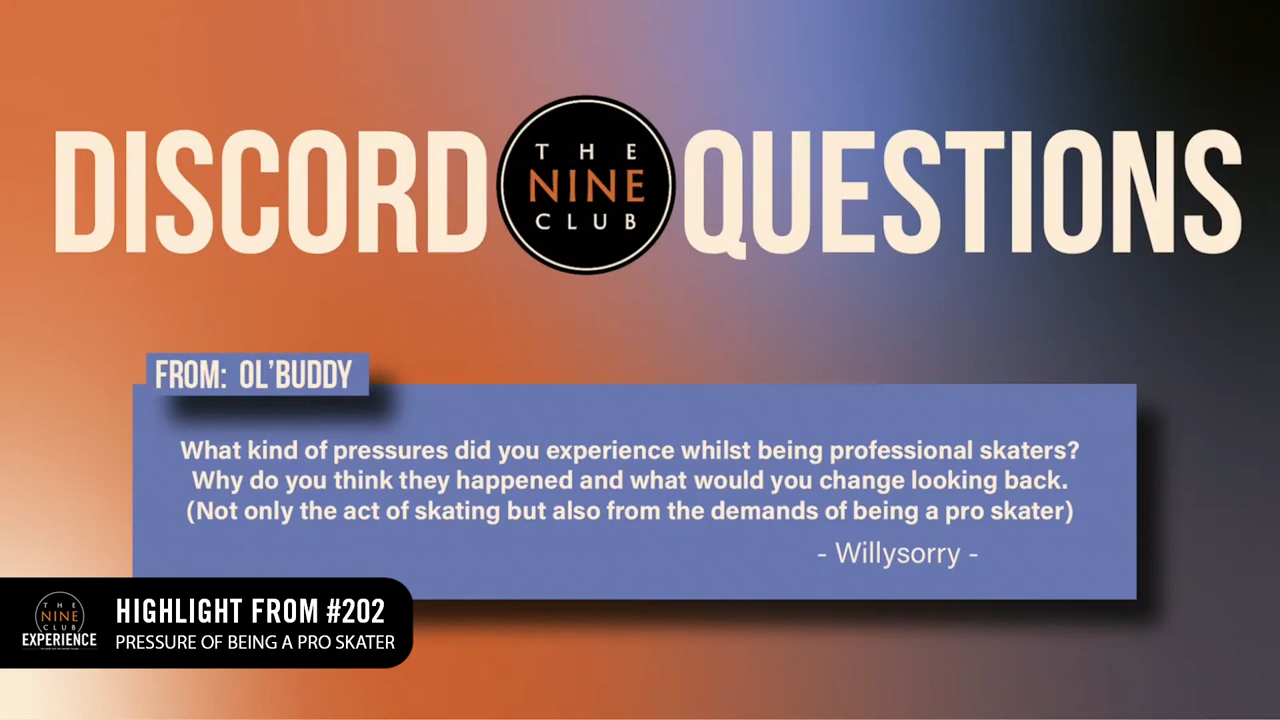 DISCORD THE NINE CLUB QUESTIONS
FROM: OL'BUDDY
What kind of pressures did you experience whilst being professional skaters?
Why do you think they happened and what would you change looking back.
(Not only the act of skating but also from the demands of being a pro skater)
- Willysorry -
THE
NINE
CLUB
EXPERIENCE
HIGHLIGHT FROM #202
PRESSURE OF BEING A PRO SKATER